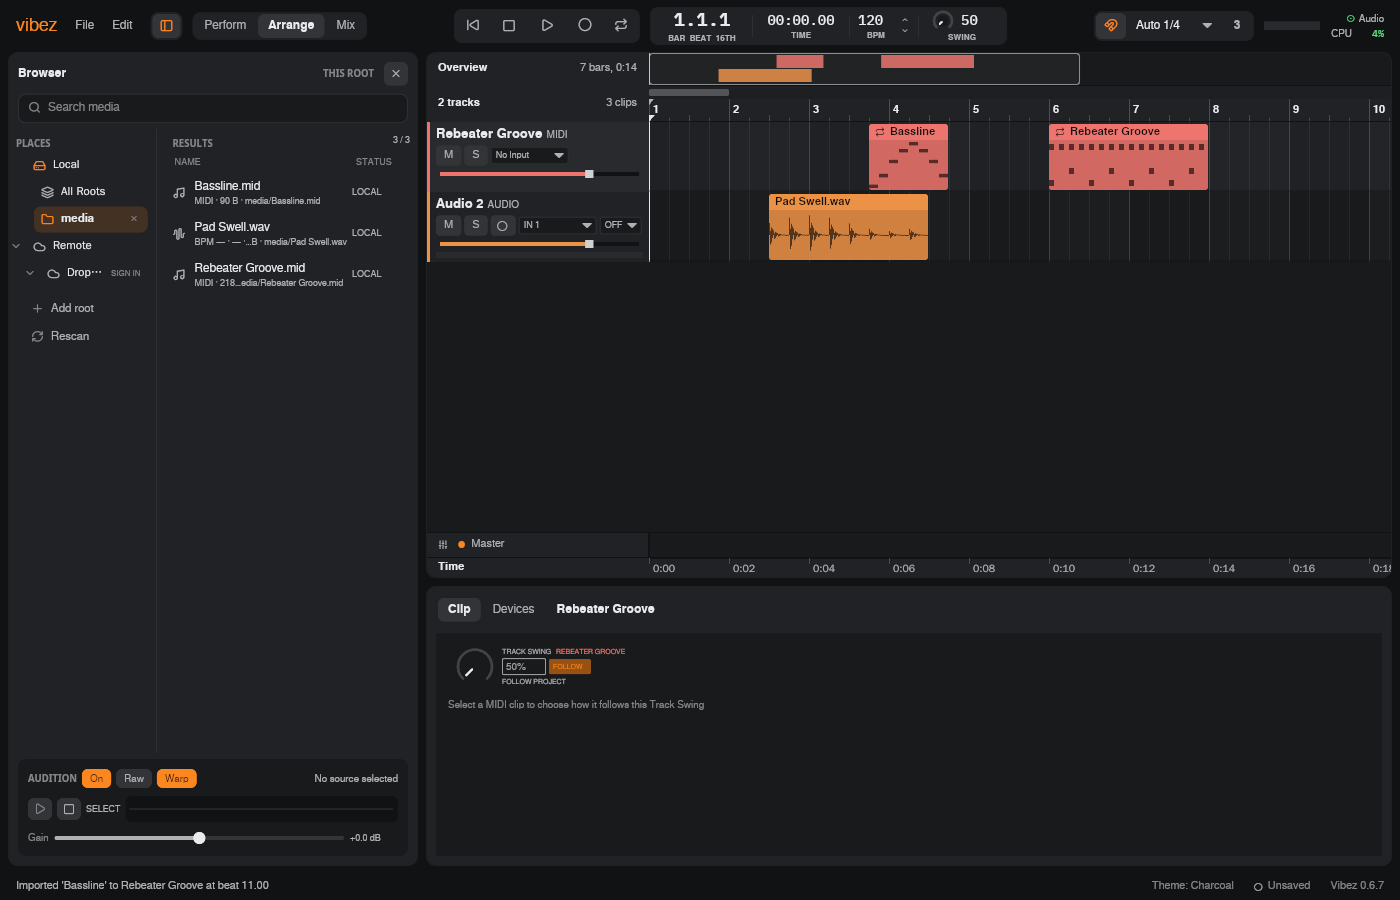 vibez File Edit Perform Arrange Mix
1.1.1 00:00.00 120 50
BAR BEAT 16TH TIME BPM SWING
Auto 1/4 3
Audio
CPU 4%
Browser THIS ROOT
Search media
PLACES
Local
All Roots
media
Remote
Drop··· SIGN IN
Add root
Rescan
RESULTS 3 / 3
NAME STATUS
Bassline.mid
MIDI · 90 B · media/Bassline.mid
LOCAL
Pad Swell.wav
BPM — · — ·...B · media/Pad Swell.wav
LOCAL
Rebeater Groove.mid
MIDI · 218...edia/Rebeater Groove.mid
LOCAL
AUDITION On Raw Warp No source selected
SELECT
Gain +0.0 dB
Overview 7 bars, 0:14
2 tracks 3 clips
1 2 3 4 5 6 7 8 9 10
Rebeater Groove MIDI
M S No Input
Bassline Rebeater Groove
Audio 2 AUDIO
M S IN 1 OFF
Pad Swell.wav
Master
Time 0:00 0:02 0:04 0:06 0:08 0:10 0:12 0:14 0:16
Clip Devices Rebeater Groove
TRACK SWING REBEATER GROOVE
50% FOLLOW
FOLLOW PROJECT
Select a MIDI clip to choose how it follows this Track Swing
Imported 'Bassline' to Rebeater Groove at beat 11.00
Theme: Charcoal Unsaved Vibez 0.6.7